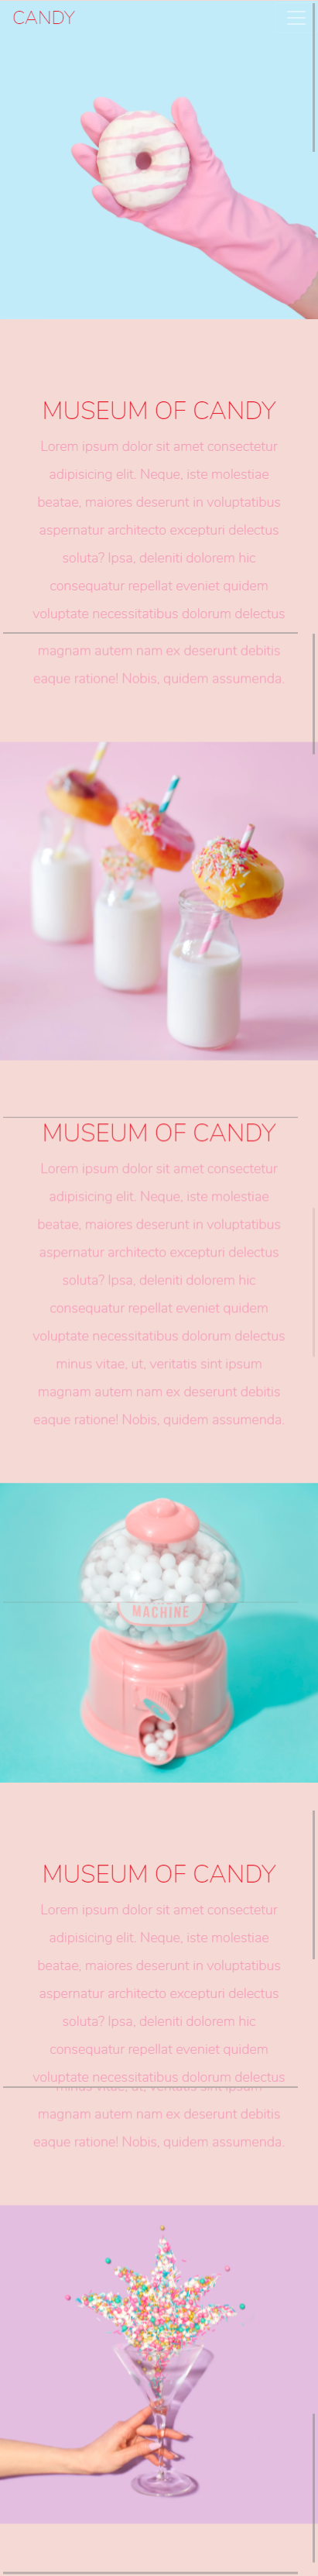 CANDY
MUSEUM OF CANDY
Lorem ipsum dolor sit amet consectetur
adipisicing elit. Neque, iste molestiae
beatae, maiores deserunt in voluptatibus
aspernatur architecto excepturi delectus
soluta? Ipsa, deleniti dolorem hic
consequatur repellat eveniet quidem
voluptate necessitatibus dolorum delectus
magnam autem nam ex deserunt debitis
eaque ratione! Nobis, quidem assumenda.
MUSEUM OF CANDY
Lorem ipsum dolor sit amet consectetur
adipisicing elit. Neque, iste molestiae
beatae, maiores deserunt in voluptatibus
aspernatur architecto excepturi delectus
soluta? Ipsa, deleniti dolorem hic
consequatur repellat eveniet quidem
voluptate necessitatibus dolorum delectus
minus vitae, ut, veritatis sint ipsum
magnam autem nam ex deserunt debitis
eaque ratione! Nobis, quidem assumenda.
MACHINE
MUSEUM OF CANDY
Lorem ipsum dolor sit amet consectetur
adipisicing elit. Neque, iste molestiae
beatae, maiores deserunt in voluptatibus
aspernatur architecto excepturi delectus
soluta? Ipsa, deleniti dolorem hic
consequatur repellat eveniet quidem
voluptate necessitatibus dolorum delectus
minus vitae, ut, veritatis sint ipsum
magnam autem nam ex deserunt debitis
eaque ratione! Nobis, quidem assumenda.